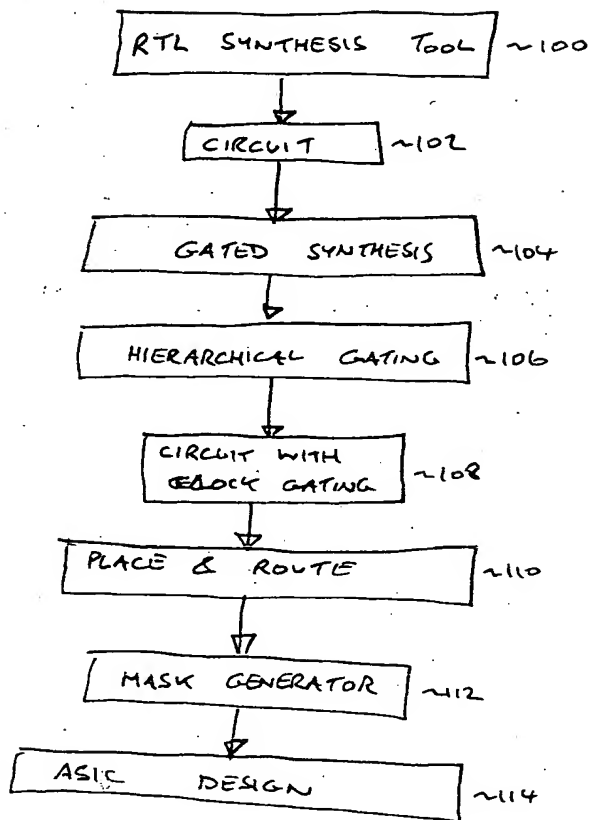 RTL SYNTHESIS TOOL ~100
CIRCUIT ~102
GATED SYNTHESIS ~104
HIERARCHICAL GATING ~106
CIRCUIT WITH
CLOCK GATING ~108
PLACE & ROUTE ~110
MASK GENERATOR ~112
ASIC DESIGN ~114